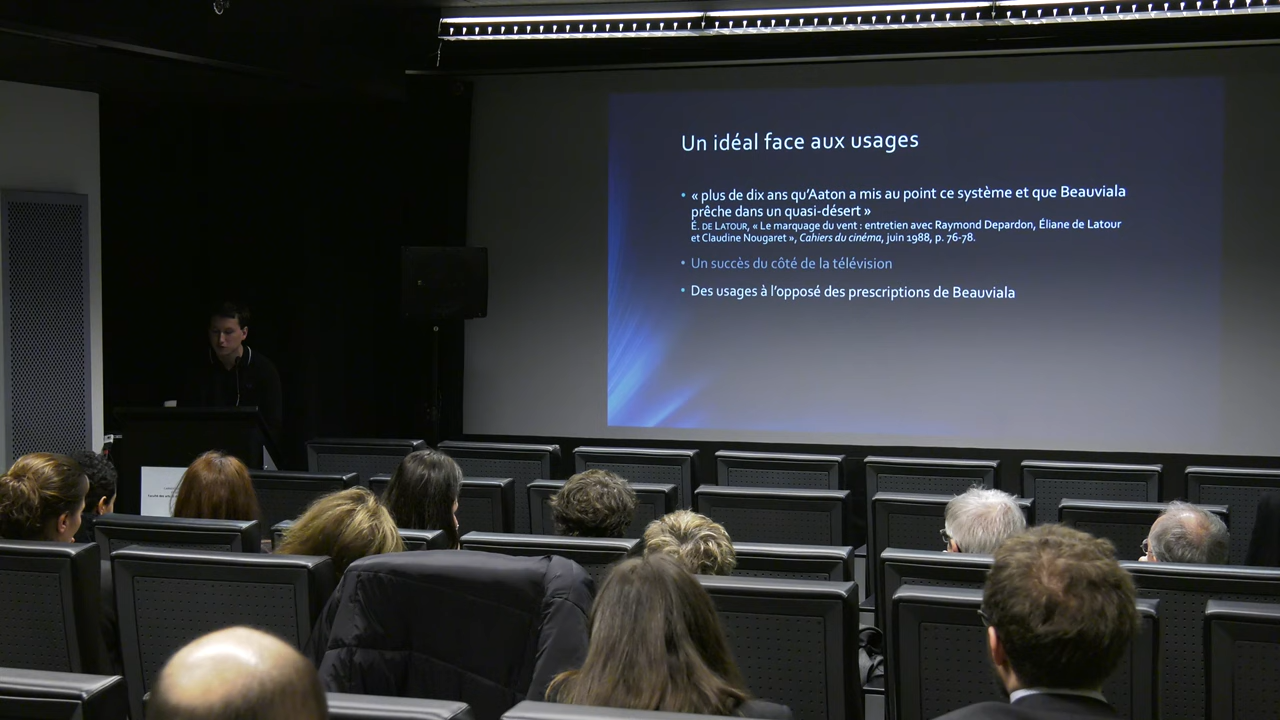 Un idéal face aux usages
• « plus de dix ans qu'Aaton a mis au point ce système et que Beauviala
prêche dans un quasi-désert »
É. DE LATOUR, « Le marquage du vent : entretien avec Raymond Depardon, Éliane de Latour
et Claudine Nougaret », Cahiers du cinéma, juin 1988, p. 76-78.
• Un succès du côté de la télévision
• Des usages à l'opposé des prescriptions de Beauviala